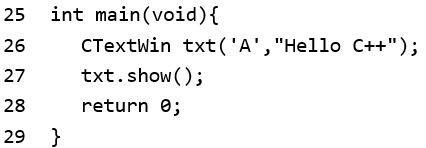 25 int main(void){
26 CTextWin txt('A',"Hello C++");
27 txt.show();
28 return 0;
29 }